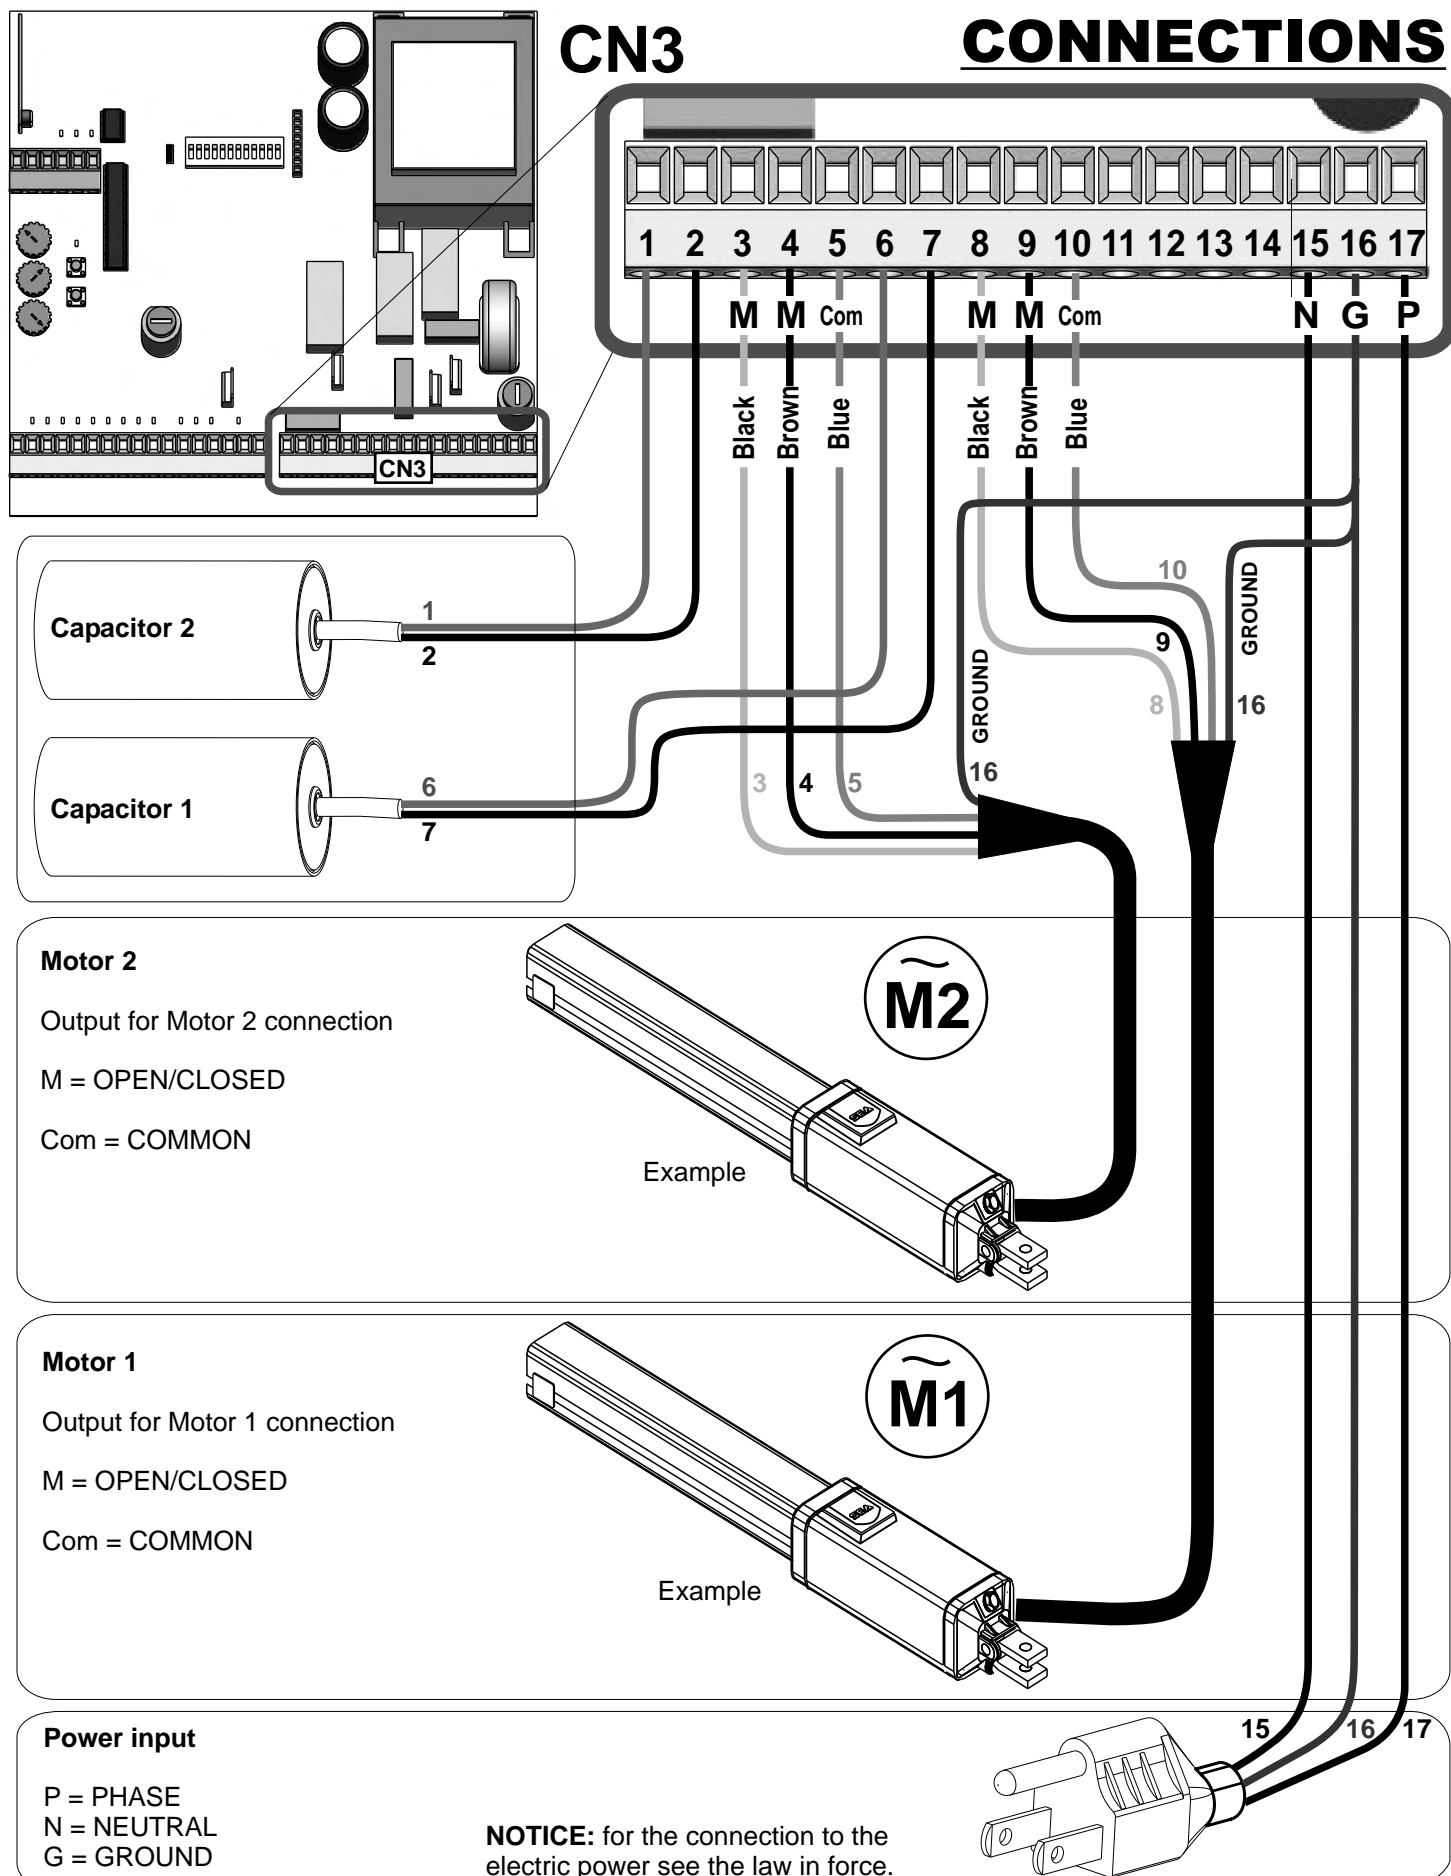 CN3
CONNECTIONS
1 2 3 4 5 6 7 8 9 10 11 12 13 14 15 16 17
M M Com M M Com N G P
Black Brown Blue Black Brown Blue
CN3
Capacitor 2
1
2
Capacitor 1
6
7
3 4 5
GROUND
16
10
9
8
GROUND
16
Motor 2
Output for Motor 2 connection
M = OPEN/CLOSED
Com = COMMON
Example
SEA
M2
Motor 1
Output for Motor 1 connection
M = OPEN/CLOSED
Com = COMMON
Example
SEA
M1
Power input
P = PHASE
N = NEUTRAL
G = GROUND
NOTICE: for the connection to the
electric power see the law in force.
15 16 17